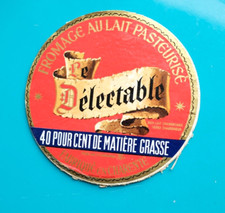 FROMAGE AU LAIT PASTEURISÉ
Le
Délectable
40 POUR CENT DE MATIÈRE GRASSE